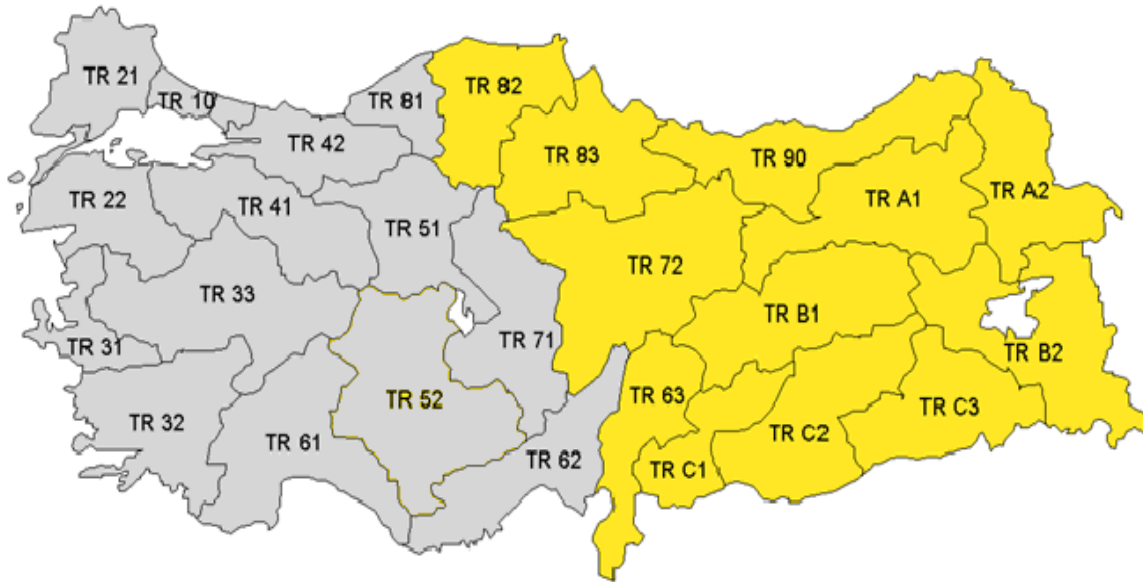 TR 21
TR 10
TR 81
TR 82
TR 42
TR 83
TR 90
TR 22
TR 41
TR 51
TR A1
TR A2
TR 33
TR 72
TR B1
TR 31
TR 71
TR B2
TR 52
TR 63
TR C3
TR 32
TR 61
TR C2
TR 62
TR C1